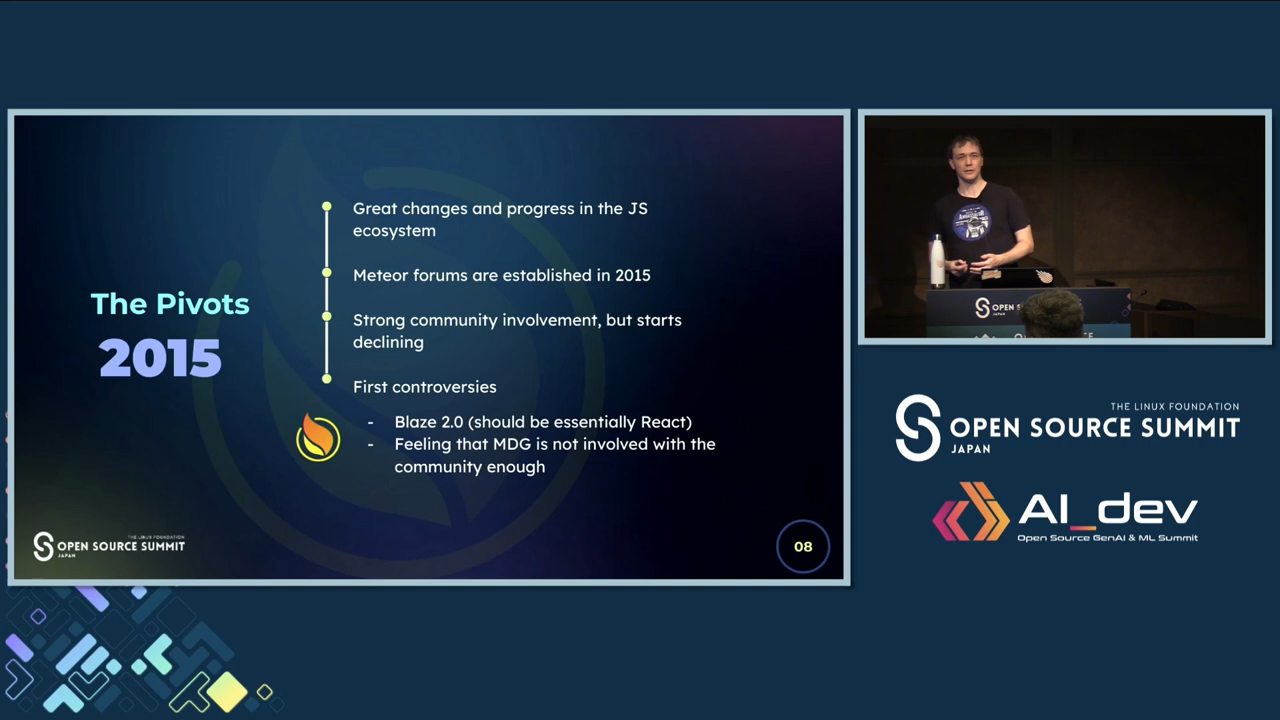 The Pivots
2015
Great changes and progress in the JS
ecosystem
Meteor forums are established in 2015
Strong community involvement, but starts
declining
First controversies
- Blaze 2.0 (should be essentially React)
- Feeling that MDG is not involved with the
community enough
THE LINUX FOUNDATION
OPEN SOURCE SUMMIT
JAPAN
08
OPEN
JAPAN
THE LINUX FOUNDATION
OPEN SOURCE SUMMIT
JAPAN
AI_dev
Open Source GenAI & ML Summit